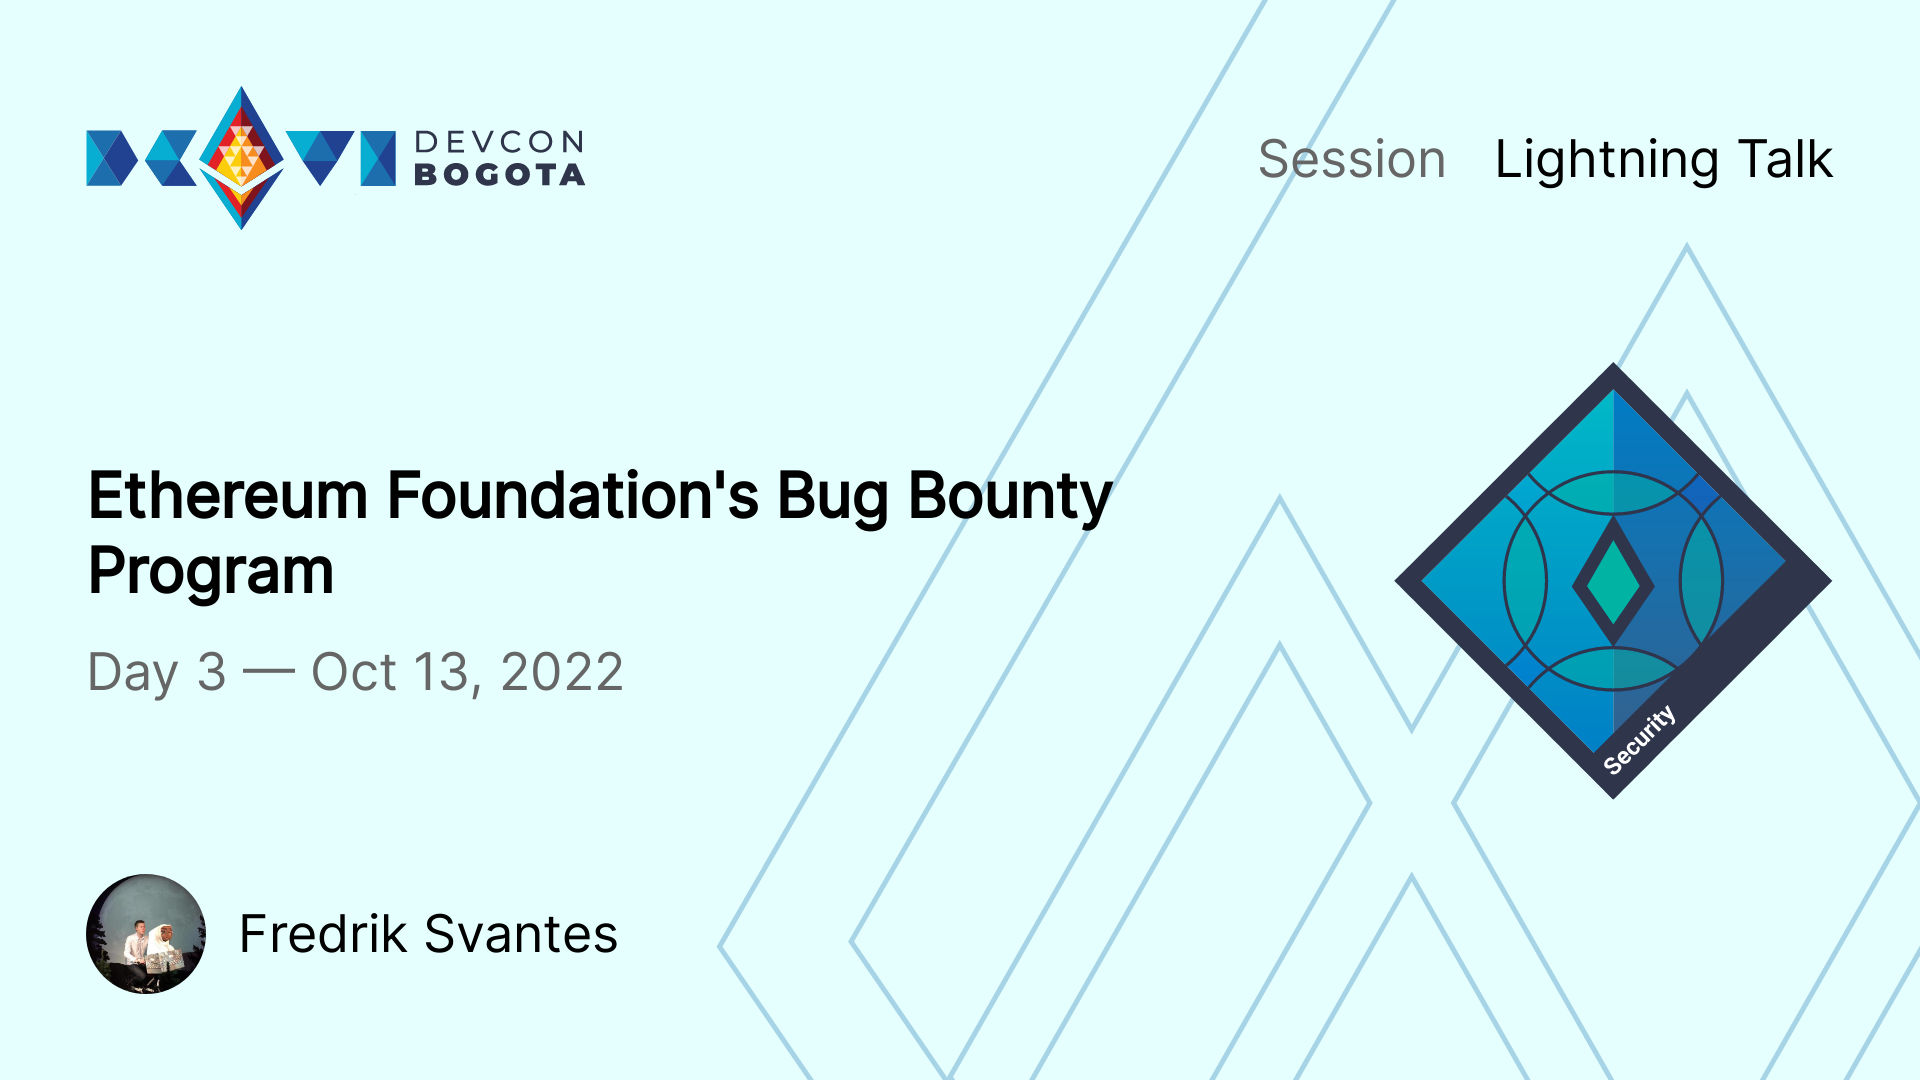 DEVCON
BOGOTA
Session Lightning Talk
Ethereum Foundation's Bug Bounty
Program
Day 3 — Oct 13, 2022
Security
Fredrik Svantes